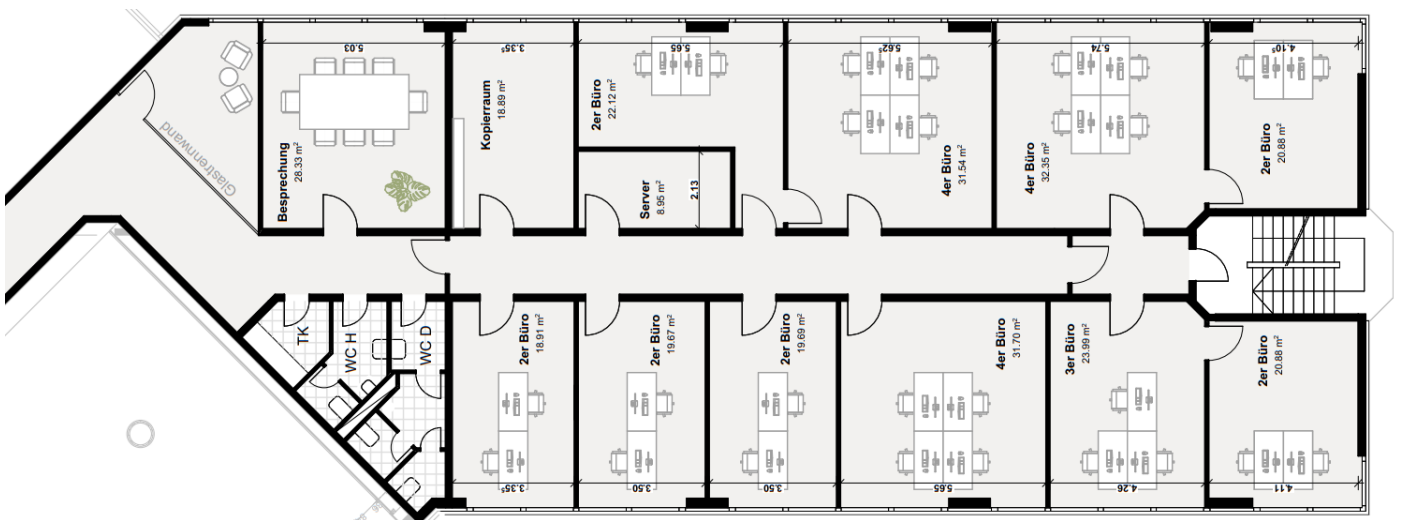 5.03
3.35⁵
5.65
5.62⁵
5.74
4.10⁵
Glastrennwand
Besprechung
28.33 m²
Kopierraum
18.89 m²
2er Büro
22.12 m²
Server
8.95 m²
2.13
4er Büro
31.54 m²
4er Büro
32.35 m²
2er Büro
20.88 m²
TK
WC H
WC D
2er Büro
18.91 m²
2er Büro
19.67 m²
2er Büro
19.69 m²
4er Büro
31.70 m²
3er Büro
23.99 m²
2er Büro
20.88 m²
3.35⁵
3.50
3.50
5.65
4.26
4.11